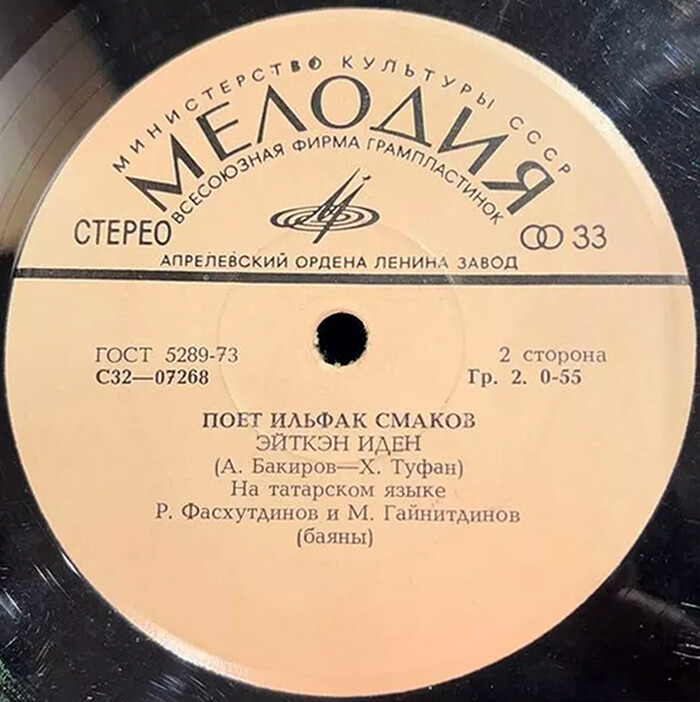 МИНИСТЕРСТВО КУЛЬТУРЫ СССР
МЕЛОДИЯ
ВСЕСОЮЗНАЯ ФИРМА ГРАМПЛАСТИНОК
СТЕРЕО
33
АПРЕЛЕВСКИЙ ОРДЕНА ЛЕНИНА ЗАВОД
ГОСТ 5289-73 2 сторона
С32—07268 Гр. 2. 0-55
ПОЕТ ИЛЬФАК СМАКОВ
ЭЙТКЭН ИДЕН
(А. Бакиров—Х. Туфан)
На татарском языке
Р. Фасхутдинов и М. Гайнитдинов
(баяны)